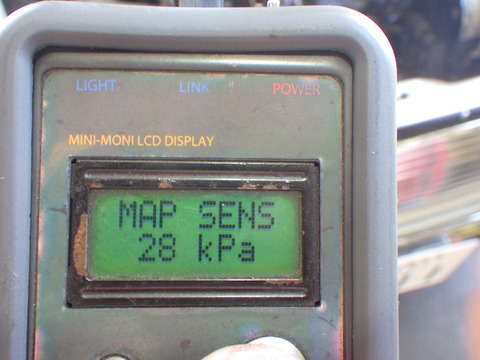 LIGHT LINK POWER
MINI-MONI LCD DISPLAY
MAP SENS
28 kPa